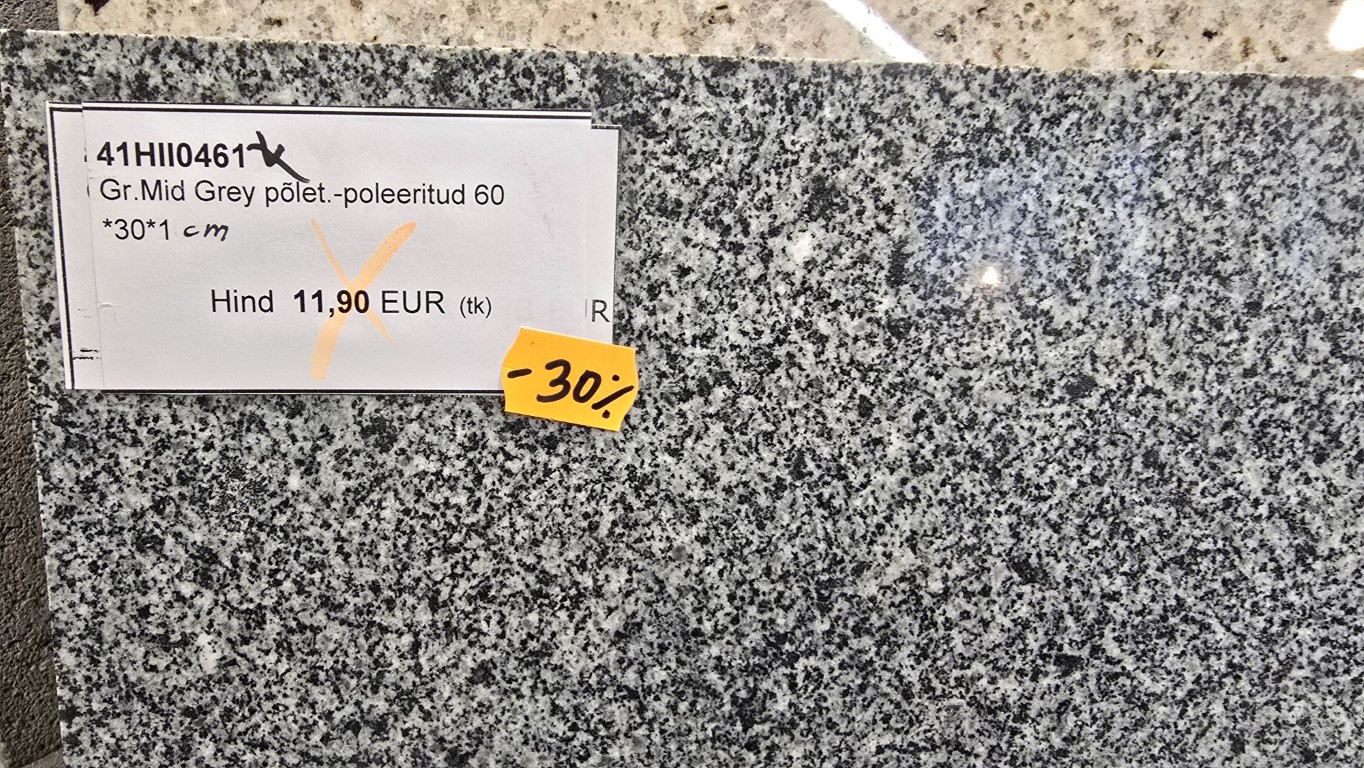 41HII0461
Gr.Mid Grey põlet.-poleeritud 60
*30*1 cm
Hind 11,90 EUR (tk)
R
-30%